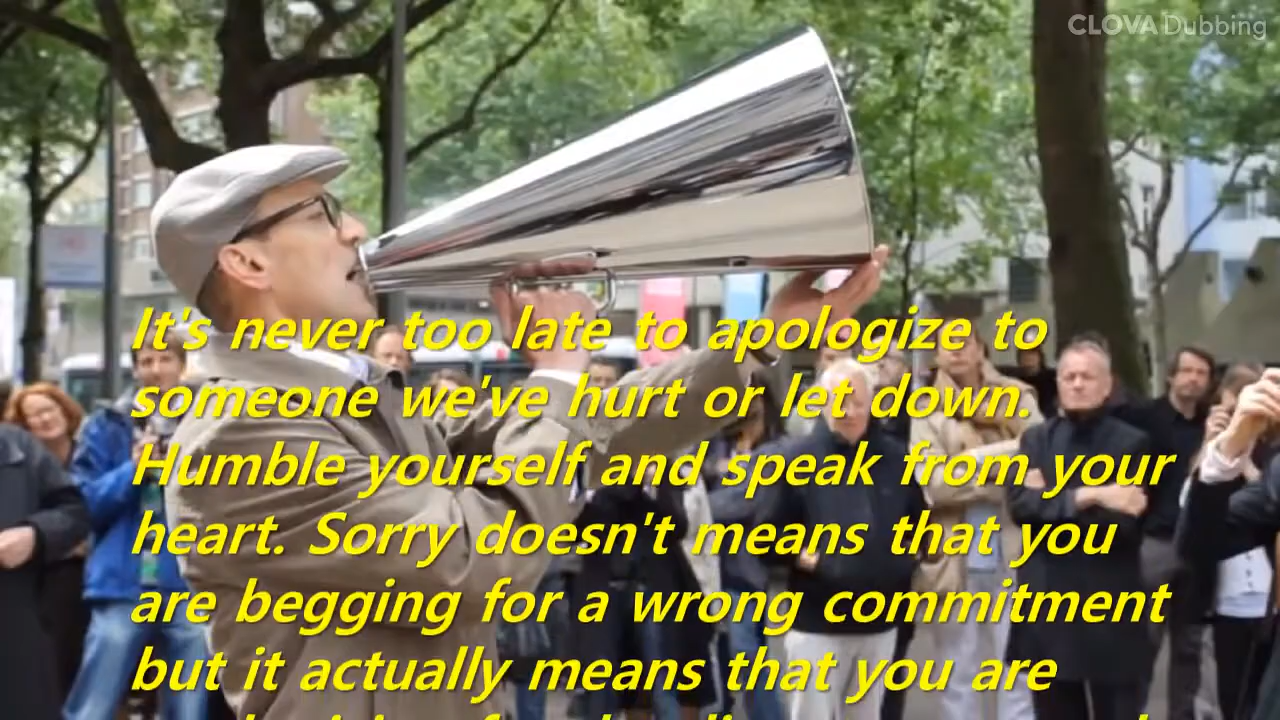 CLOVA Dubbing
It's never too late to apologize to
someone we've hurt or let down.
Humble yourself and speak from your
heart. Sorry doesn't means that you
are begging for a wrong commitment
but it actually means that you are